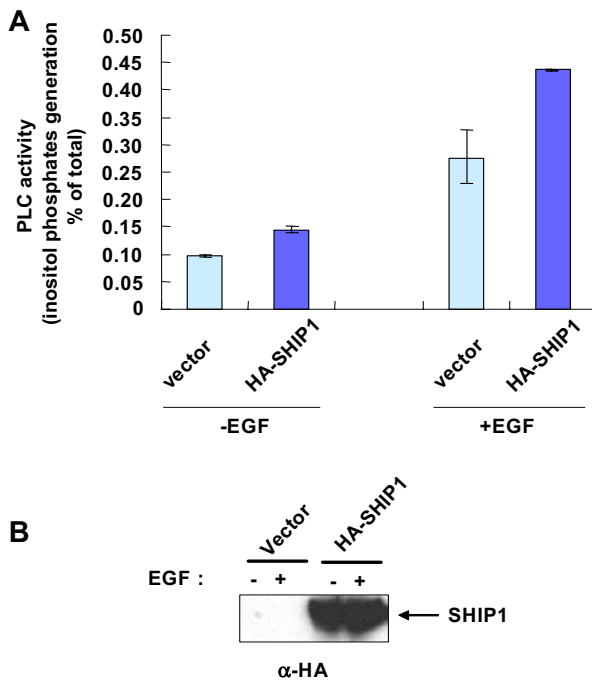 A
PLC activity
(inositol phosphates generation
% of total)
0.50
0.45
0.40
0.35
0.30
0.25
0.20
0.15
0.10
0.05
0
vector
HA-SHIP1
vector
HA-SHIP1
-EGF
+EGF
B
Vector
HA-SHIP1
EGF : - + - +
SHIP1
α-HA